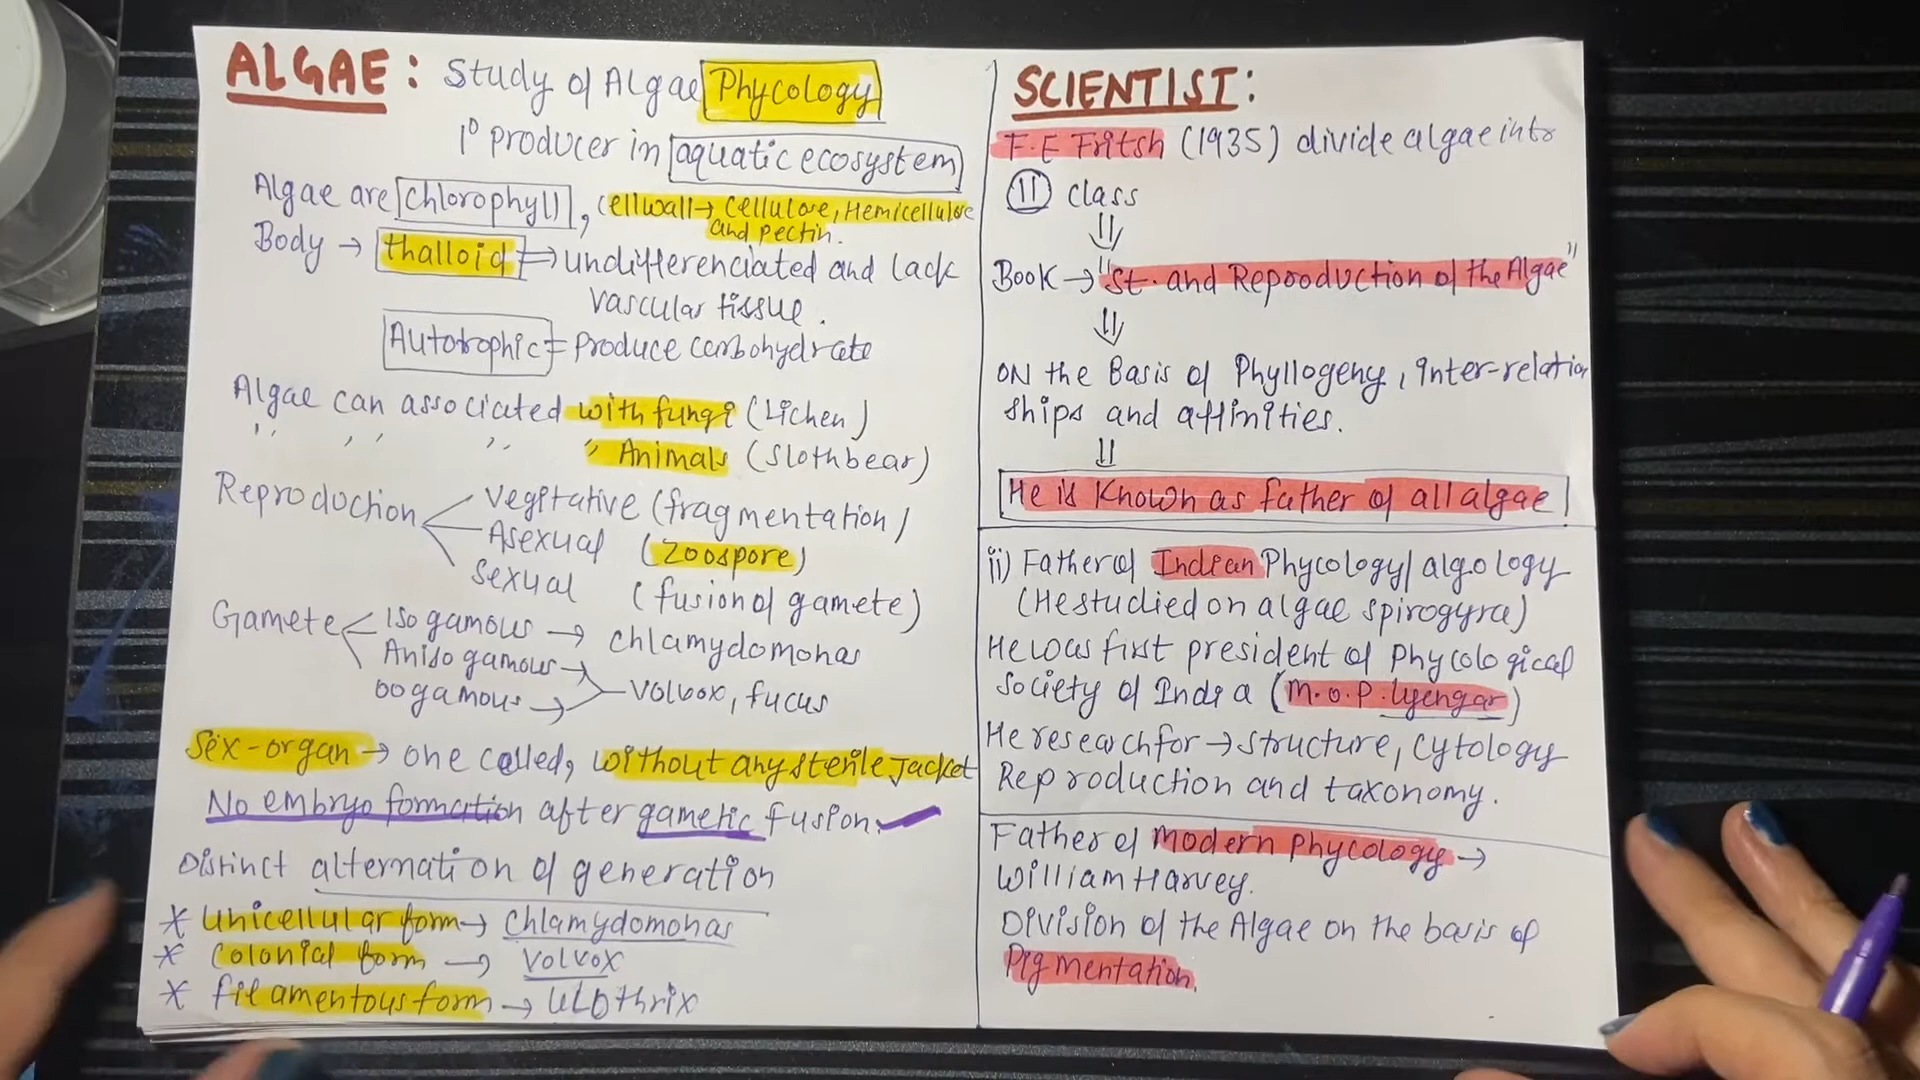 ALGAE: Study of Algae Phycology
1° producer in aquatic ecosystem
Algae are chlorophyll, cellwall → cellulose, Hemicellulose
and pectin.
Body → thalloid ⇒ undifferenciated and lack
vascular tissue.
Autotrophic = Produce carbohydrate
Algae can associated with fungi (Lichen)
" " " " Animals (Slothbear)
Reproduction
Vegitative (fragmentation)
Asexual (Zoospore)
Sexual (fusion of gamete)
Gamete
Isogamous → chlamydomonas
Anisogamous →
oogamous → Volvox, fucus
Sex-organ → one celled, without any sterile Jacket
No embryo formation after gametic fusion.
Distinct alternation of generation
* Unicellular form → Chlamydomonas
* Colonial form → Volvox
* filamentous form → ULothrix
SCIENTIST:
F.E Fritsh (1935) divide algae into
11 class
⇓
Book → "St. and Reporoduction of the Algae"
⇓
ON the Basis of Phyllogeny, inter-relation
ships and affinities.
⇓
He is Known as father of all algae
ii) Father of Indian Phycology/algology
(He studied on algae spirogyra)
He was first president of Phycological
Society of India (M.O.P. Iyengar)
He research for → structure, Cytology
Reproduction and taxonomy.
Father of Modern phycology →
William Harvey.
Division of the Algae on the basis of
Pigmentation.